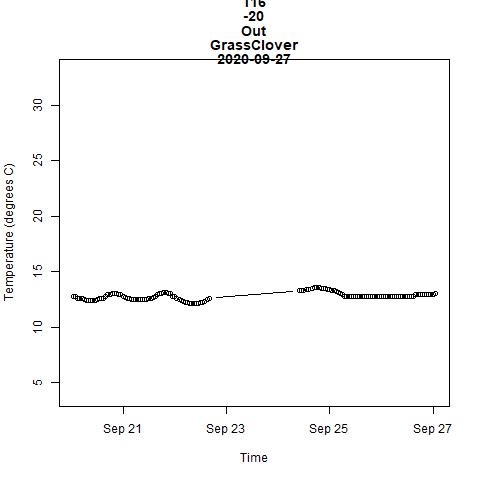 T16
-20
Out
GrassClover
2020-09-27
Temperature (degrees C)
30
25
20
15
10
5
Sep 21 Sep 23 Sep 25 Sep 27
Time